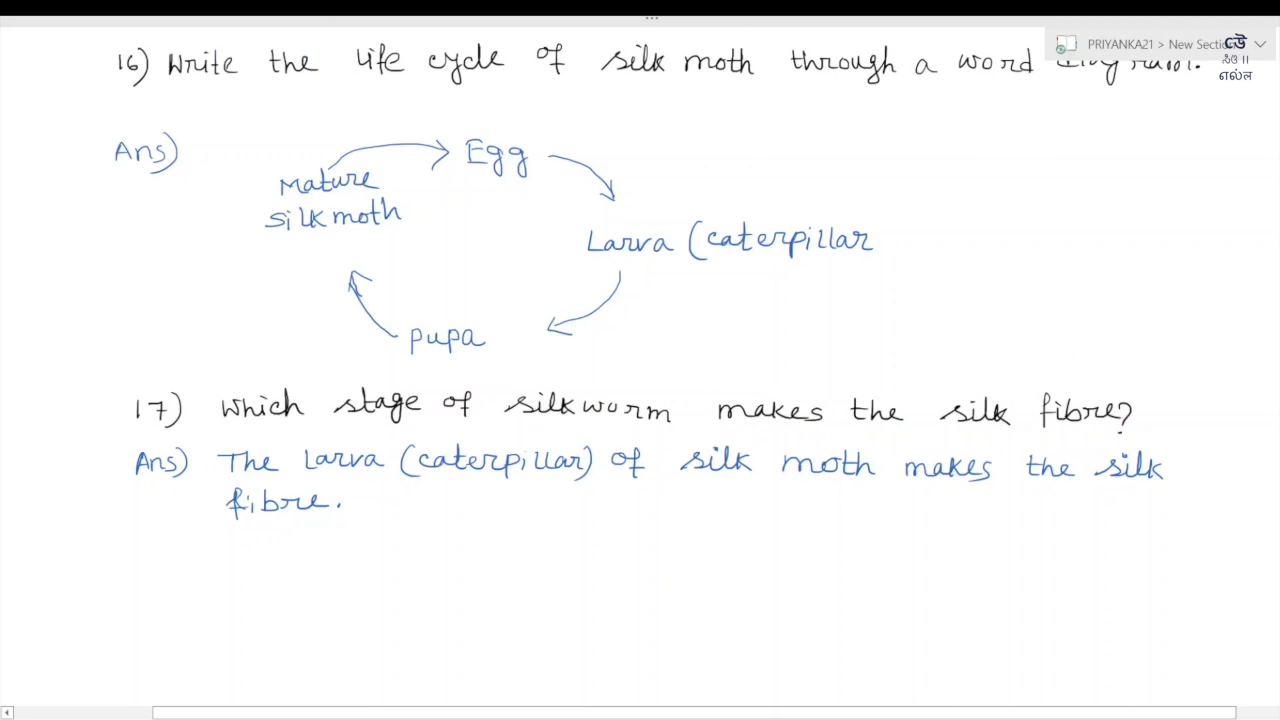 16) Write the life cycle of silk moth through a word diagram.
PRIYANKA21 > New Section
Ans)
Egg
Mature
silk moth
Larva (caterpillar
pupa
17) Which stage of silkworm makes the silk fibre?
Ans) The Larva (caterpillar) of silk moth makes the silk
fibre.